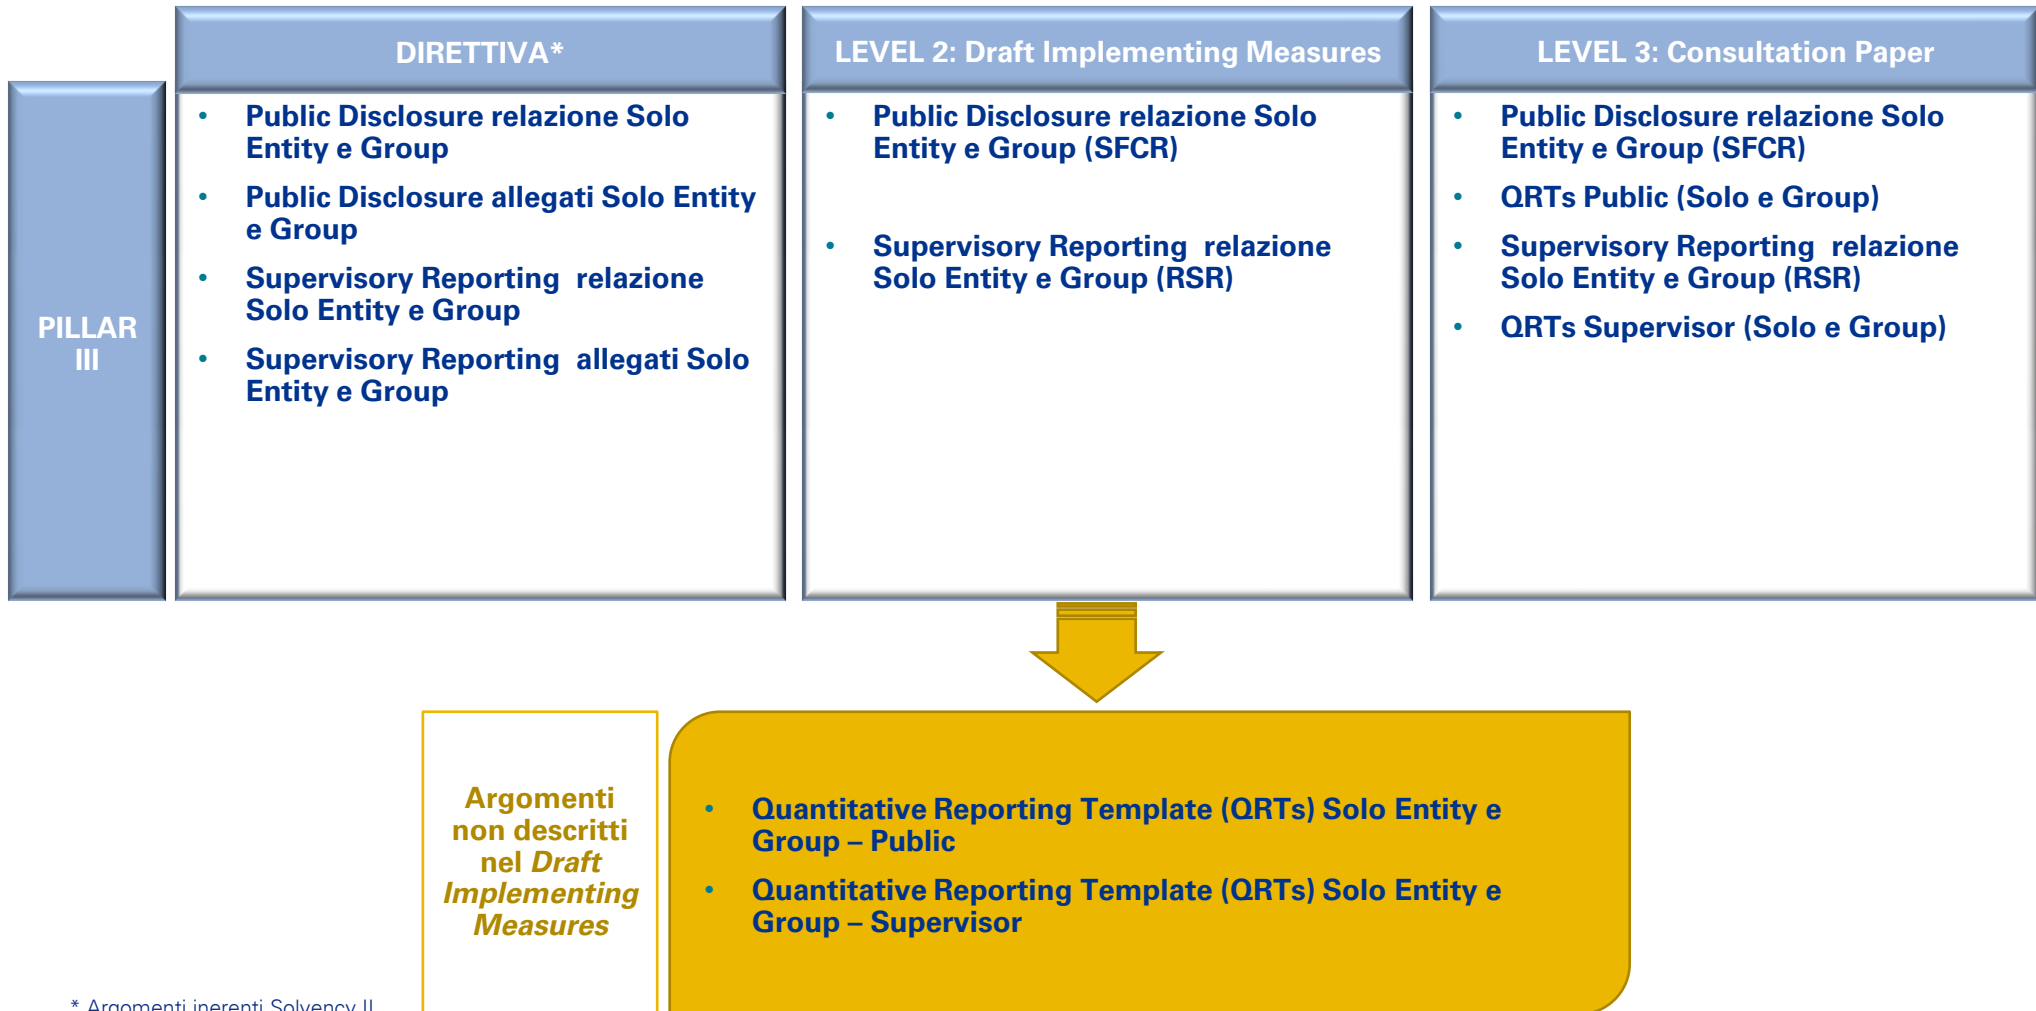 DIRETTIVA*
LEVEL 2: Draft Implementing Measures
LEVEL 3: Consultation Paper
PILLAR
III
• Public Disclosure relazione Solo
Entity e Group
• Public Disclosure allegati Solo Entity
e Group
• Supervisory Reporting relazione
Solo Entity e Group
• Supervisory Reporting allegati Solo
Entity e Group
• Public Disclosure relazione Solo
Entity e Group (SFCR)
• Supervisory Reporting relazione
Solo Entity e Group (RSR)
• Public Disclosure relazione Solo
Entity e Group (SFCR)
• QRTs Public (Solo e Group)
• Supervisory Reporting relazione
Solo Entity e Group (RSR)
• QRTs Supervisor (Solo e Group)
Argomenti
non descritti
nel Draft
Implementing
Measures
• Quantitative Reporting Template (QRTs) Solo Entity e
Group – Public
• Quantitative Reporting Template (QRTs) Solo Entity e
Group – Supervisor
* Argomenti inerenti Solvency II